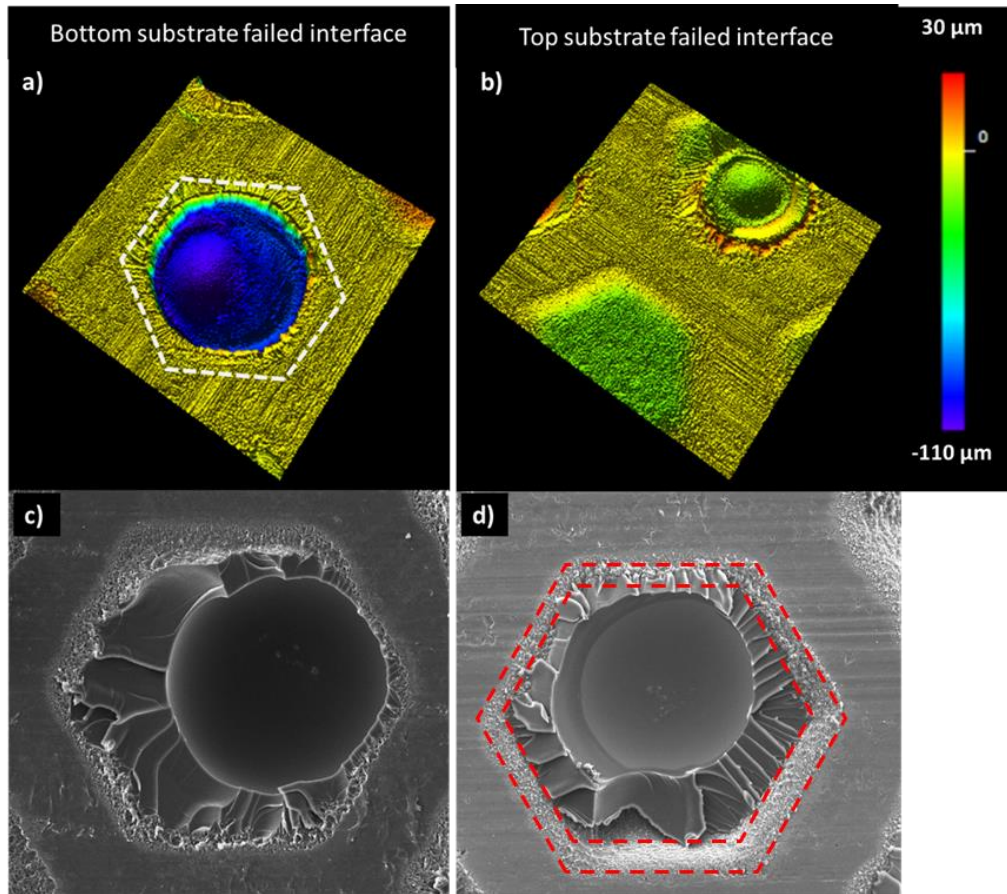 Bottom substrate failed interface
Top substrate failed interface
30 µm
a)
b)
0
-110 µm
c)
d)